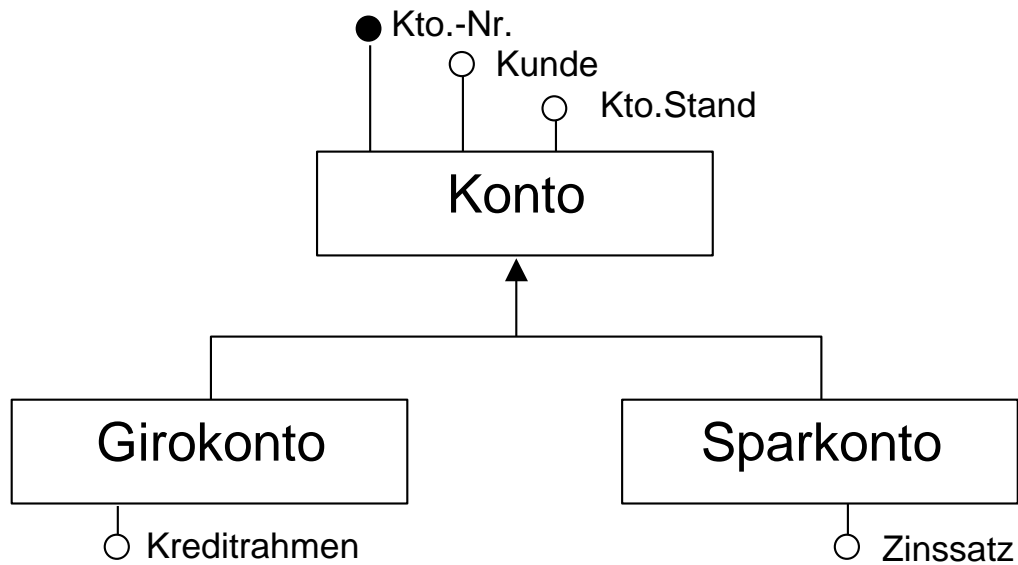 Kto.-Nr.
Kunde
Kto.Stand
Konto
Girokonto
Sparkonto
Kreditrahmen
Zinssatz